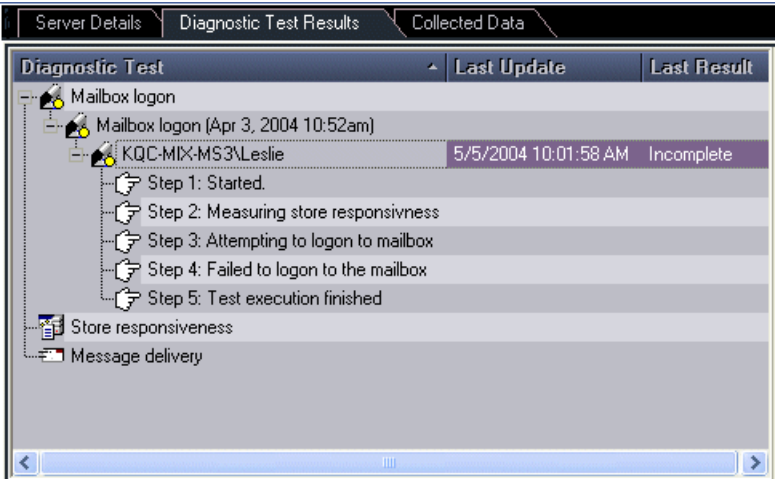 Server Details Diagnostic Test Results Collected Data
Diagnostic Test Last Update Last Result
Mailbox logon
Mailbox logon (Apr 3, 2004 10:52am)
KQC-MIX-MS3\Leslie 5/5/2004 10:01:58 AM Incomplete
Step 1: Started.
Step 2: Measuring store responsivness
Step 3: Attempting to logon to mailbox
Step 4: Failed to logon to the mailbox
Step 5: Test execution finished
Store responsiveness
Message delivery